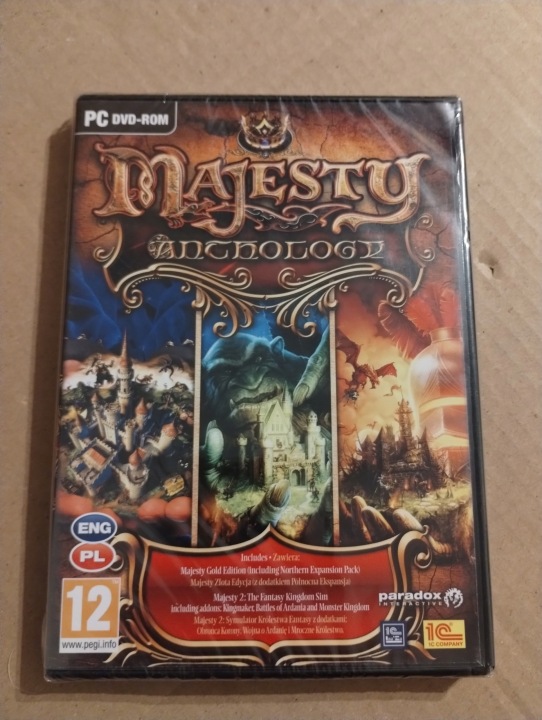 PC DVD-ROM
MAJESTY
ANTHOLOGY
ENG
PL
Includes • Zawiera:
Majesty Gold Edition (including Northern Expansion Pack)
Majesty Złota Edycja (z dodatkiem Północna Ekspansja)
Majesty 2: The Fantasy Kingdom Sim
Including addons: Kingmaker, Battles of Ardania and Monster Kingdom
Majesty 2: Symulator Królestwa Fantasy z dodatkami:
Obrońca Korony, Wojna o Ardanię i Mroczne Królestwo.
12
www.pegi.info
paradox
INTERACTIVE
1C
1C COMPANY